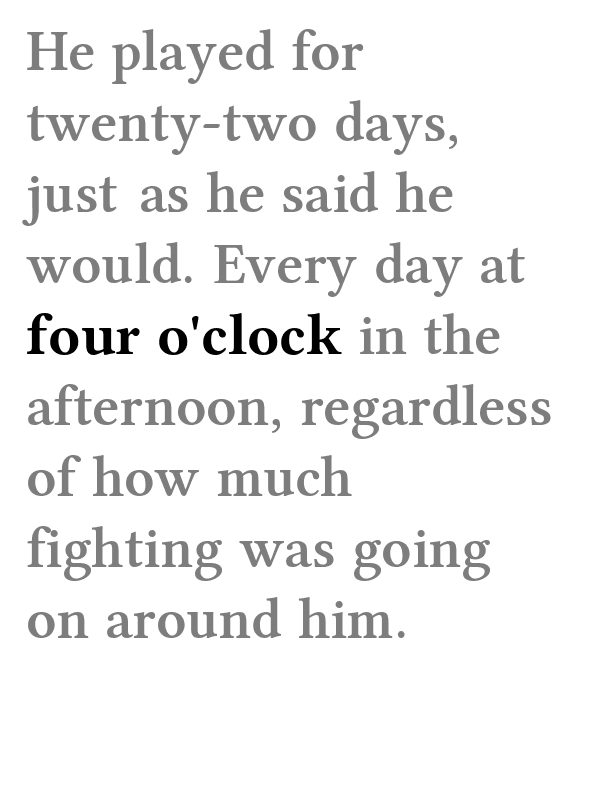 He played for
twenty-two days,
just as he said he
would. Every day at
four o'clock in the
afternoon, regardless
of how much
fighting was going
on around him.